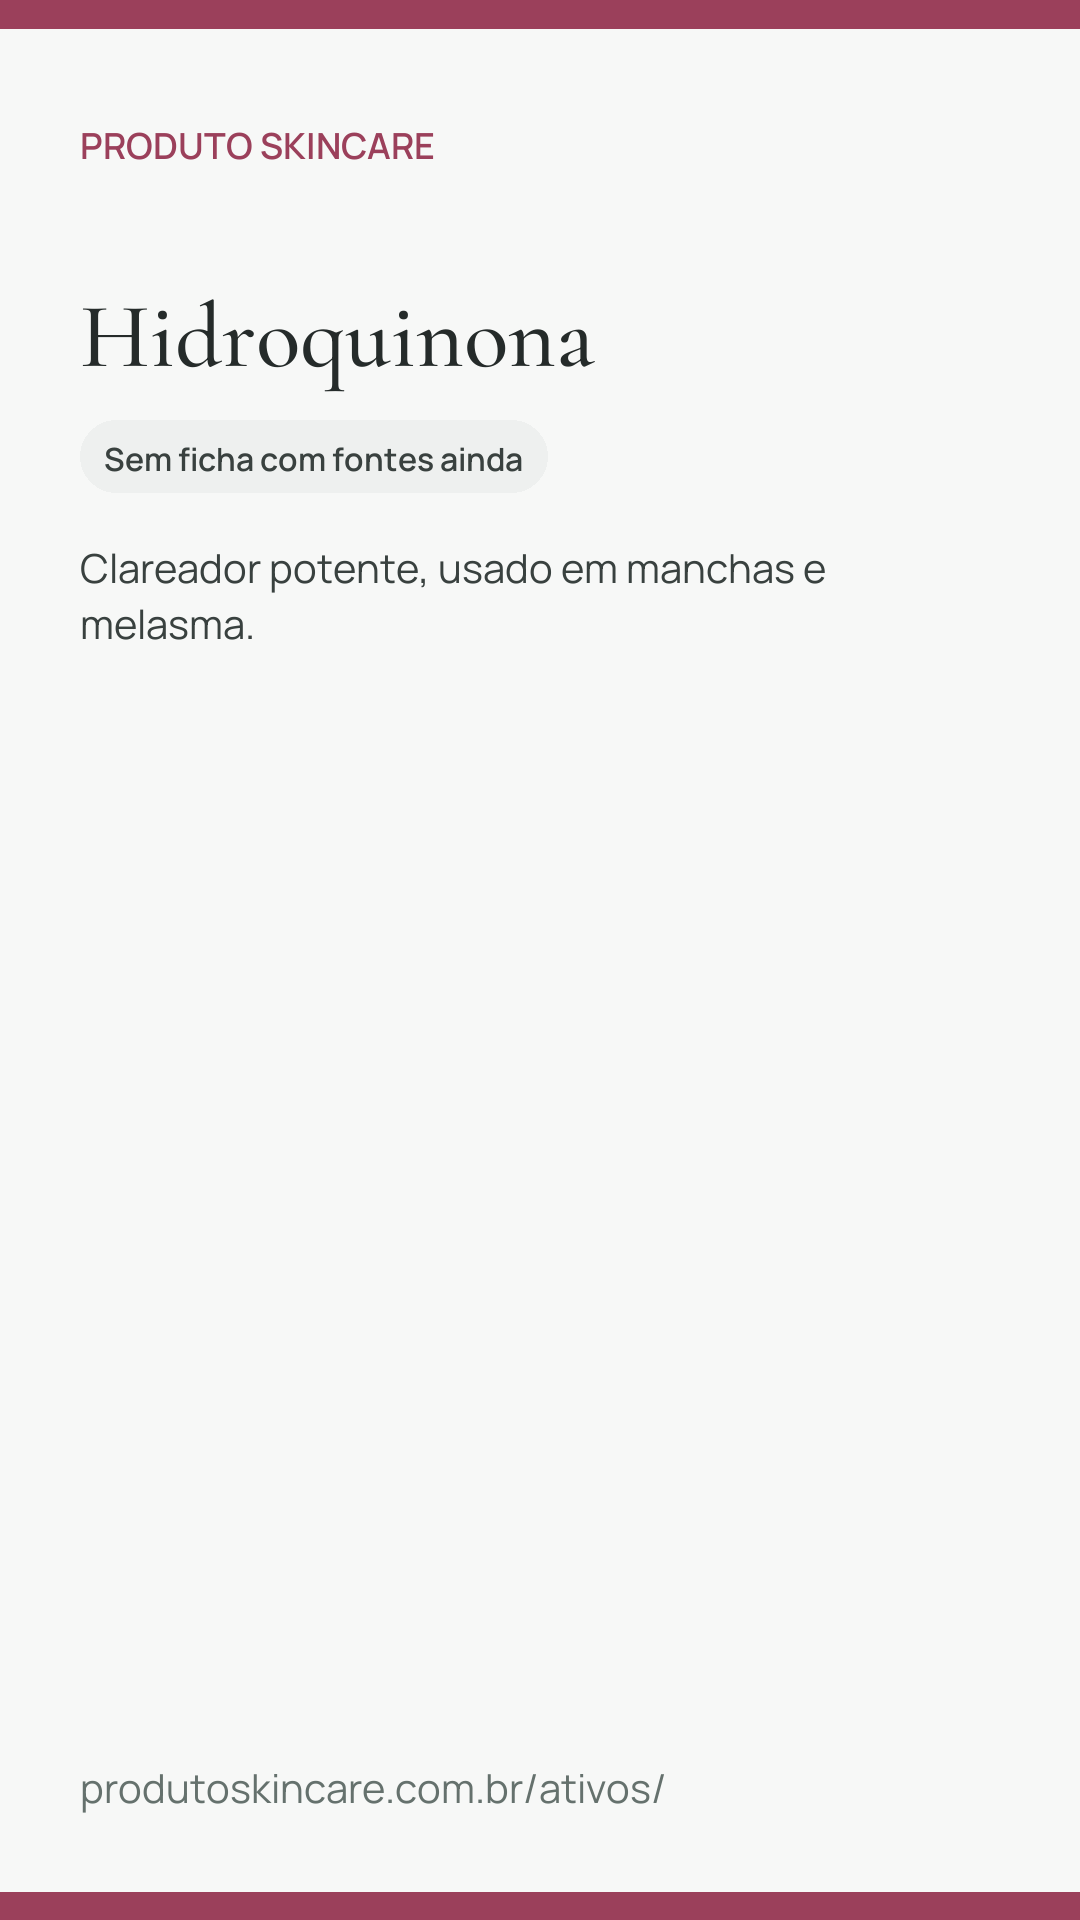 PRODUTO SKINCARE
Hidroquinona
Sem ficha com fontes ainda
Clareador potente, usado em manchas e
melasma.
produtoskincare.com.br/ativos/